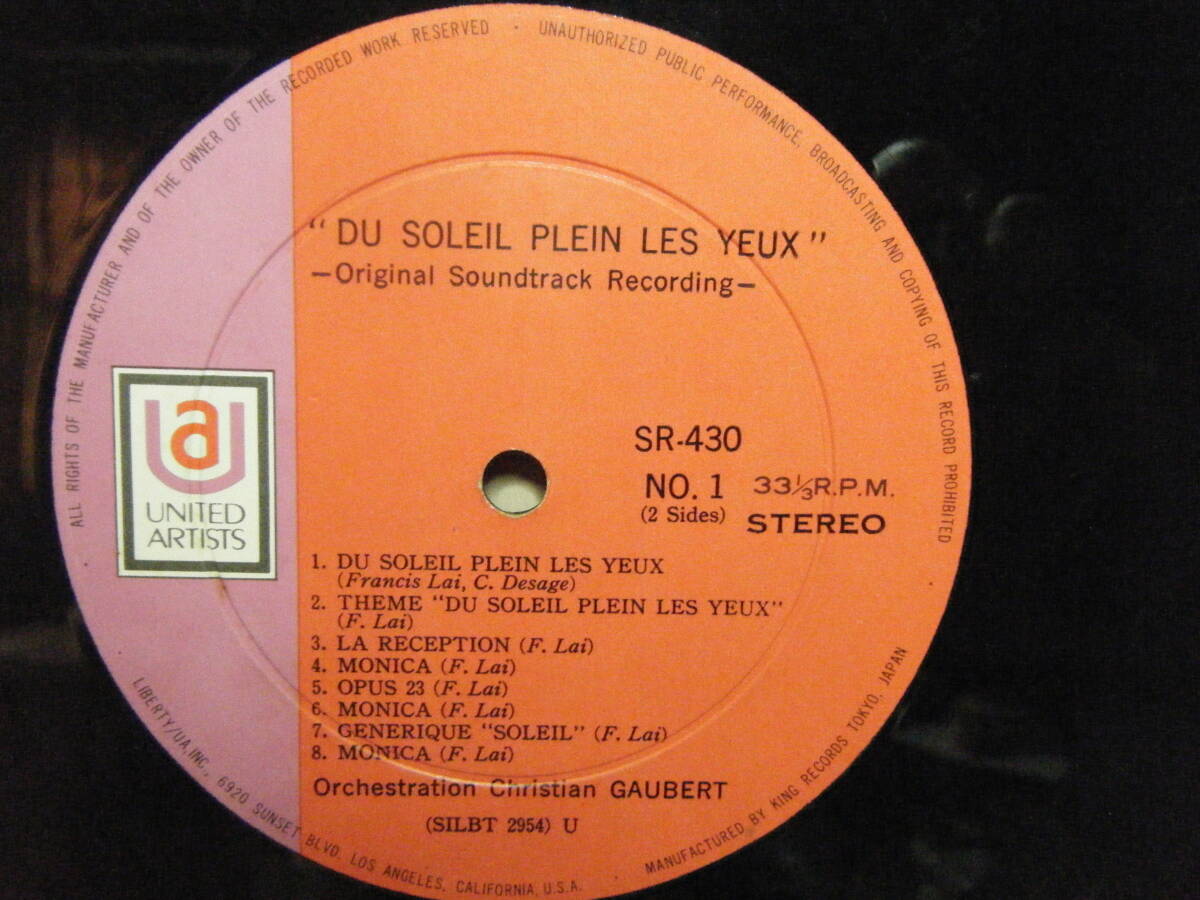 ALL RIGHTS OF THE MANUFACTURER AND OF THE OWNER OF THE RECORDED WORK RESERVED · UNAUTHORIZED PUBLIC PERFORMANCE, BROADCASTING AND COPYING OF THIS RECORD PROHIBITED
"DU SOLEIL PLEIN LES YEUX"
—Original Soundtrack Recording—
ua
UNITED
ARTISTS
SR-430
NO. 1 33⅓R.P.M.
(2 Sides) STEREO
1. DU SOLEIL PLEIN LES YEUX
(Francis Lai, C. Desage)
2. THEME "DU SOLEIL PLEIN LES YEUX"
(F. Lai)
3. LA RECEPTION (F. Lai)
4. MONICA (F. Lai)
5. OPUS 23 (F. Lai)
6. MONICA (F. Lai)
7. GENERIQUE "SOLEIL" (F. Lai)
8. MONICA (F. Lai)
Orchestration Christian GAUBERT
(SILBT 2954) U
LIBERTY/UA,INC., 6920 SUNSET BLVD. LOS ANGELES, CALIFORNIA, U.S.A.
MANUFACTURED BY KING RECORDS TOKYO, JAPAN